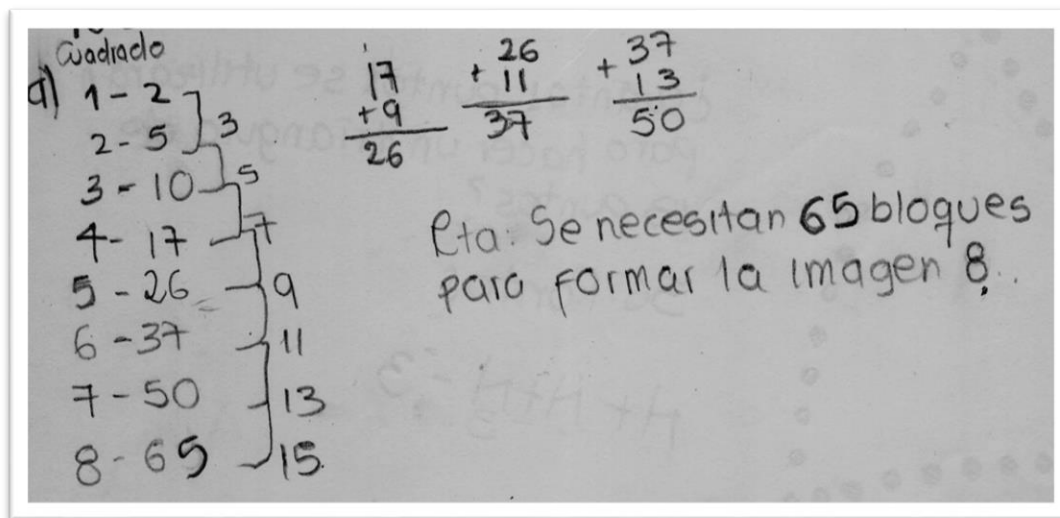 Cuadrado
a) 1 - 2
2 - 5
3 - 10
4 - 17
5 - 26
6 - 37
7 - 50
8 - 65
3
5
7
9
11
13
15
17
+ 9
26
26
+ 11
37
+ 37
13
50
Rta: Se necesitan 65 bloques
para formar la imagen 8.